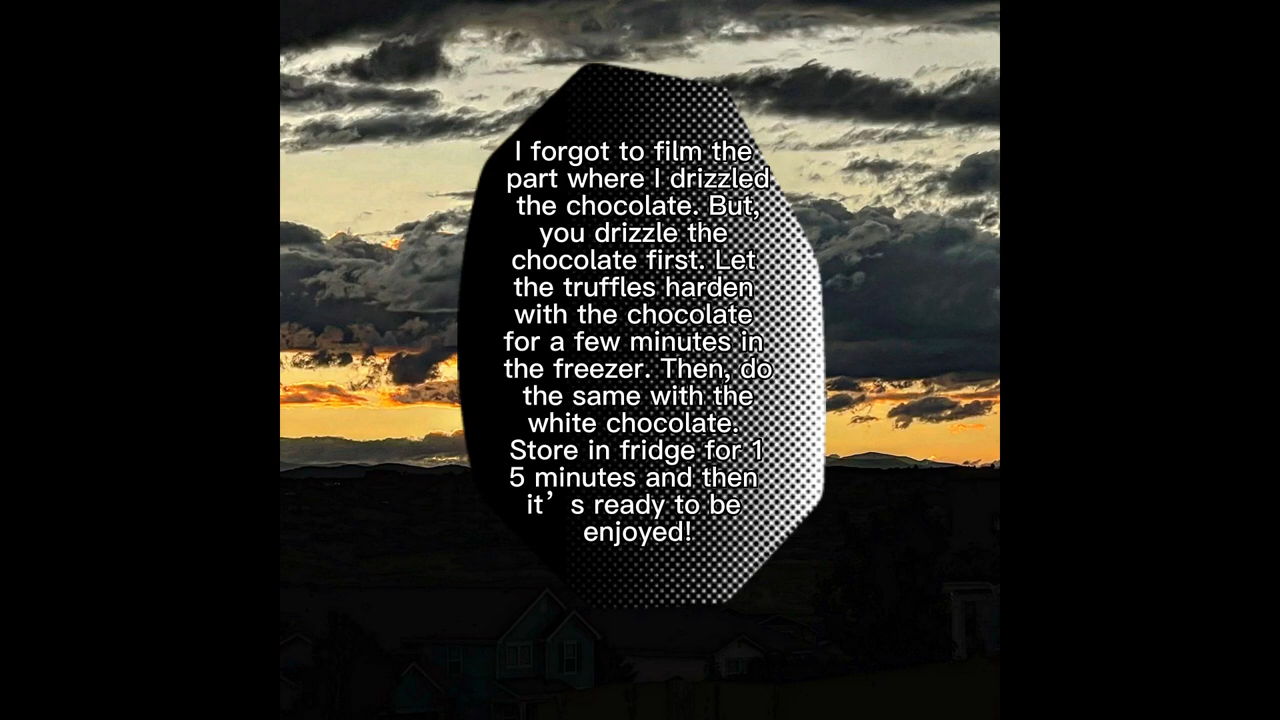 I forgot to film the
part where I drizzled
the chocolate. But,
you drizzle the
chocolate first. Let
the truffles harden
with the chocolate
for a few minutes in
the freezer. Then, do
the same with the
white chocolate.
Store in fridge for 1
5 minutes and then
it’s ready to be
enjoyed!